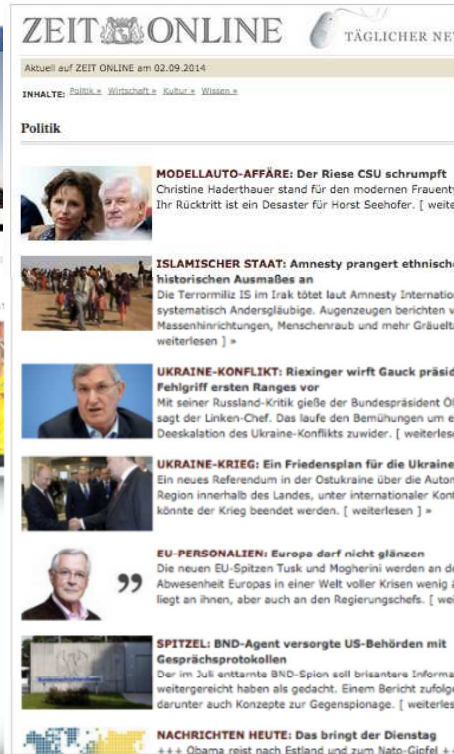 ZEIT ONLINE
TÄGLICHER NE
Aktuell auf ZEIT ONLINE am 02.09.2014
INHALTE: Politik » Wirtschaft » Kultur » Wissen »
Politik
MODELLAUTO-AFFÄRE: Der Riese CSU schrumpft
Christine Haderthauer stand für den modernen Frauenty
Ihr Rücktritt ist ein Desaster für Horst Seehofer. [ weite
ISLAMISCHER STAAT: Amnesty prangert ethnische
historischen Ausmaßes an
Die Terrormiliz IS im Irak tötet laut Amnesty Internation
systematisch Andersgläubige. Augenzeugen berichten v
Massenhinrichtungen, Menschenraub und mehr Gräuelta
weiterlesen ] »
UKRAINE-KONFLIKT: Riexinger wirft Gauck präsid
Fehlgriff ersten Ranges vor
Mit seiner Russland-Kritik gieße der Bundespräsident Öl
sagt der Linken-Chef. Das laufe den Bemühungen um e
Deeskalation des Ukraine-Konflikts zuwider. [ weiterlese
UKRAINE-KRIEG: Ein Friedensplan für die Ukraine
Ein neues Referendum in der Ostukraine über die Auton
Region innerhalb des Landes, unter internationaler Kont
könnte der Krieg beendet werden. [ weiterlesen ] »
EU-PERSONALIEN: Europa darf nicht glänzen
Die neuen EU-Spitzen Tusk und Mogherini werden an de
Abwesenheit Europas in einer Welt voller Krisen wenig ä
liegt an ihnen, aber auch an den Regierungschefs. [ wei
SPITZEL: BND-Agent versorgte US-Behörden mit
Gesprächsprotokollen
Der im Juli enttarnte BND-Spion soll brisantere Informa
weitergereicht haben als gedacht. Einem Bericht zufolge
darunter auch Konzepte zur Gegenspionage. [ weiterles
NACHRICHTEN HEUTE: Das bringt der Dienstag
+++ Obama reist nach Estland und zum Nato-Gipfel ++